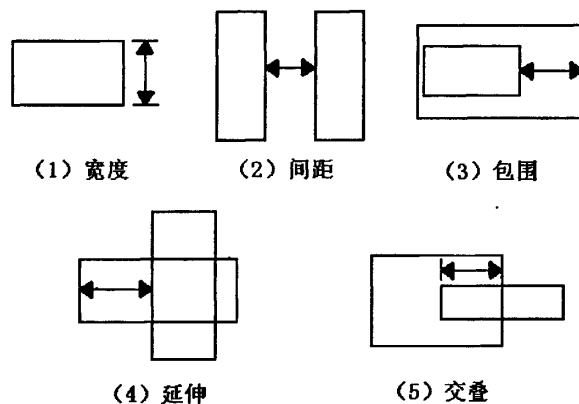 (1) 宽度
(2) 间距
(3) 包围
(4) 延伸
(5) 交叠